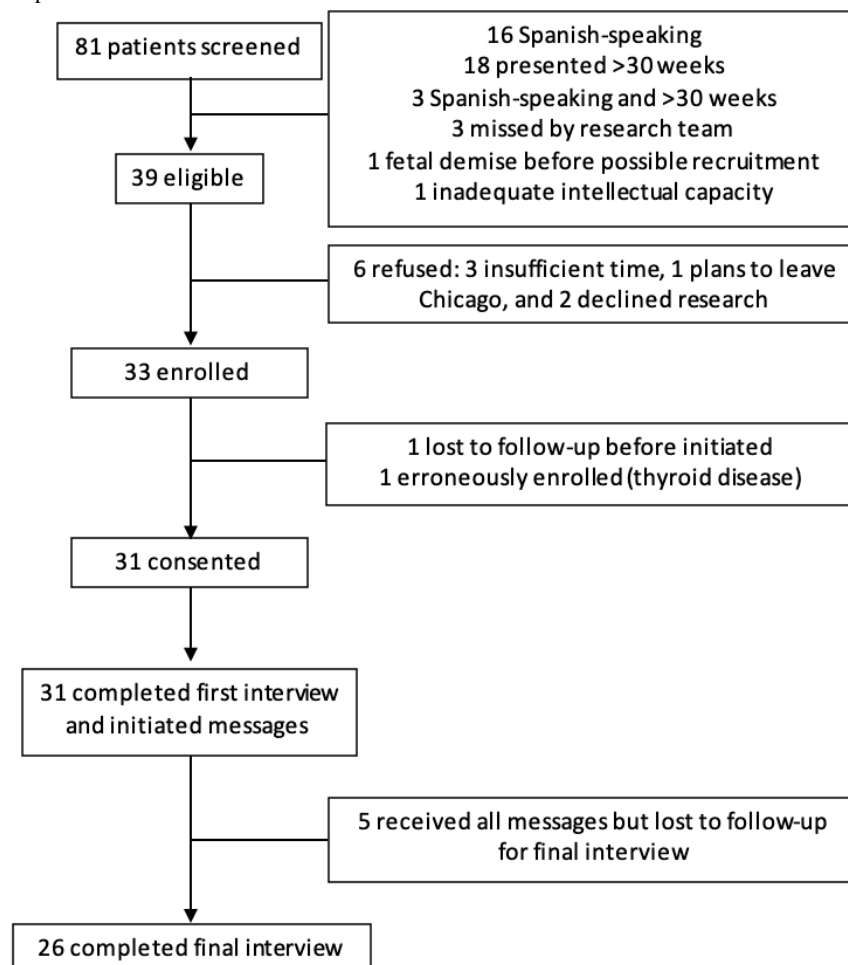 81 patients screened
16 Spanish-speaking
18 presented >30 weeks
3 Spanish-speaking and >30 weeks
3 missed by research team
1 fetal demise before possible recruitment
1 inadequate intellectual capacity
39 eligible
6 refused: 3 insufficient time, 1 plans to leave
Chicago, and 2 declined research
33 enrolled
1 lost to follow-up before initiated
1 erroneously enrolled (thyroid disease)
31 consented
31 completed first interview
and initiated messages
5 received all messages but lost to follow-up
for final interview
26 completed final interview